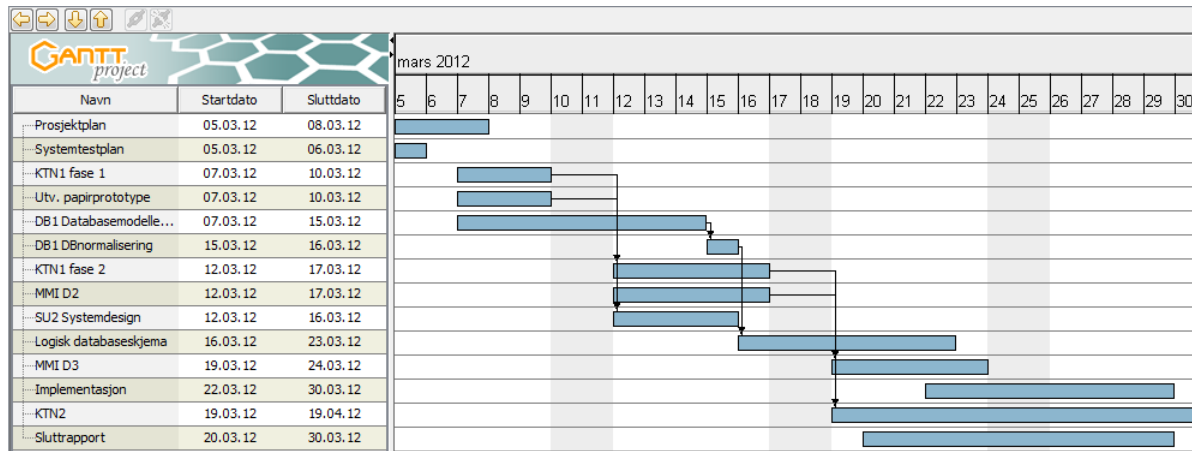 GANTT
project
mars 2012
Navn Startdato Sluttdato
5 6 7 8 9 10 11 12 13 14 15 16 17 18 19 20 21 22 23 24 25 26 27 28 29 30
Prosjektplan 05.03.12 08.03.12
Systemtestplan 05.03.12 06.03.12
KTN1 fase 1 07.03.12 10.03.12
Utv. papirprototype 07.03.12 10.03.12
DB1 Databasemodelle... 07.03.12 15.03.12
DB1 DBnormalisering 15.03.12 16.03.12
KTN1 fase 2 12.03.12 17.03.12
MMI D2 12.03.12 17.03.12
SU2 Systemdesign 12.03.12 16.03.12
Logisk databaseskjema 16.03.12 23.03.12
MMI D3 19.03.12 24.03.12
Implementasjon 22.03.12 30.03.12
KTN2 19.03.12 19.04.12
Sluttrapport 20.03.12 30.03.12